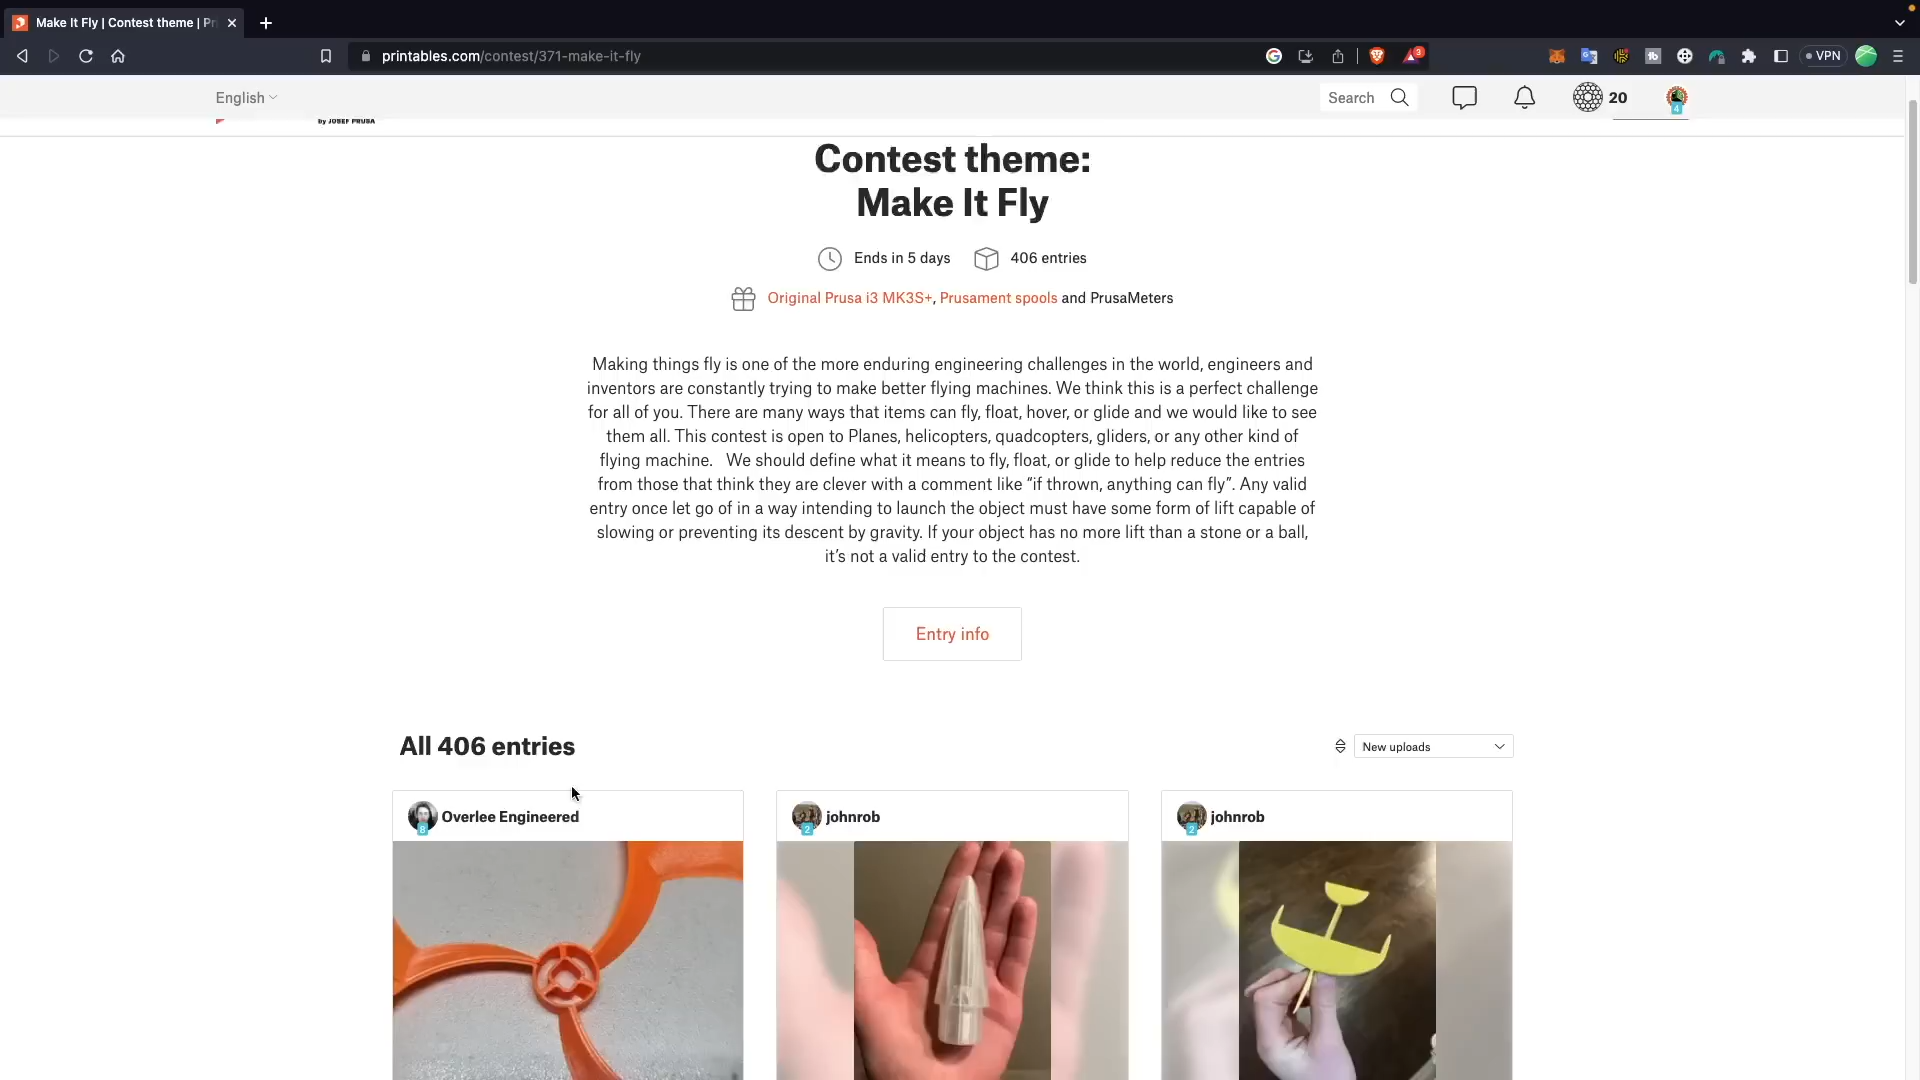 Make It Fly | Contest theme | Pr
printables.com/contest/371-make-it-fly
3
VPN
English
Search
20
4
by JOSEF PRUSA
Contest theme:
Make It Fly
Ends in 5 days
406 entries
Original Prusa i3 MK3S+, Prusament spools and PrusaMeters
Making things fly is one of the more enduring engineering challenges in the world, engineers and
inventors are constantly trying to make better flying machines. We think this is a perfect challenge
for all of you. There are many ways that items can fly, float, hover, or glide and we would like to see
them all. This contest is open to Planes, helicopters, quadcopters, gliders, or any other kind of
flying machine.   We should define what it means to fly, float, or glide to help reduce the entries
from those that think they are clever with a comment like “if thrown, anything can fly”. Any valid
entry once let go of in a way intending to launch the object must have some form of lift capable of
slowing or preventing its descent by gravity. If your object has no more lift than a stone or a ball,
it’s not a valid entry to the contest.
Entry info
All 406 entries
New uploads
8
Overlee Engineered
2
johnrob
2
johnrob